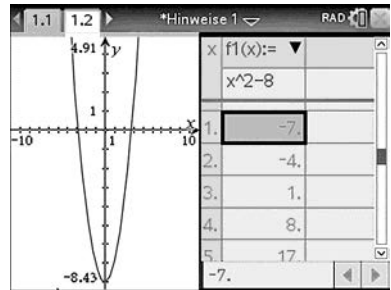 1.1 1.2 *Hinweise 1 RAD
4.91 y
1
x
-10 1 10
-8.43
x f1(x):= ▼
x^2-8
1. -7.
2. -4.
3. 1.
4. 8.
5. 17.
-7.